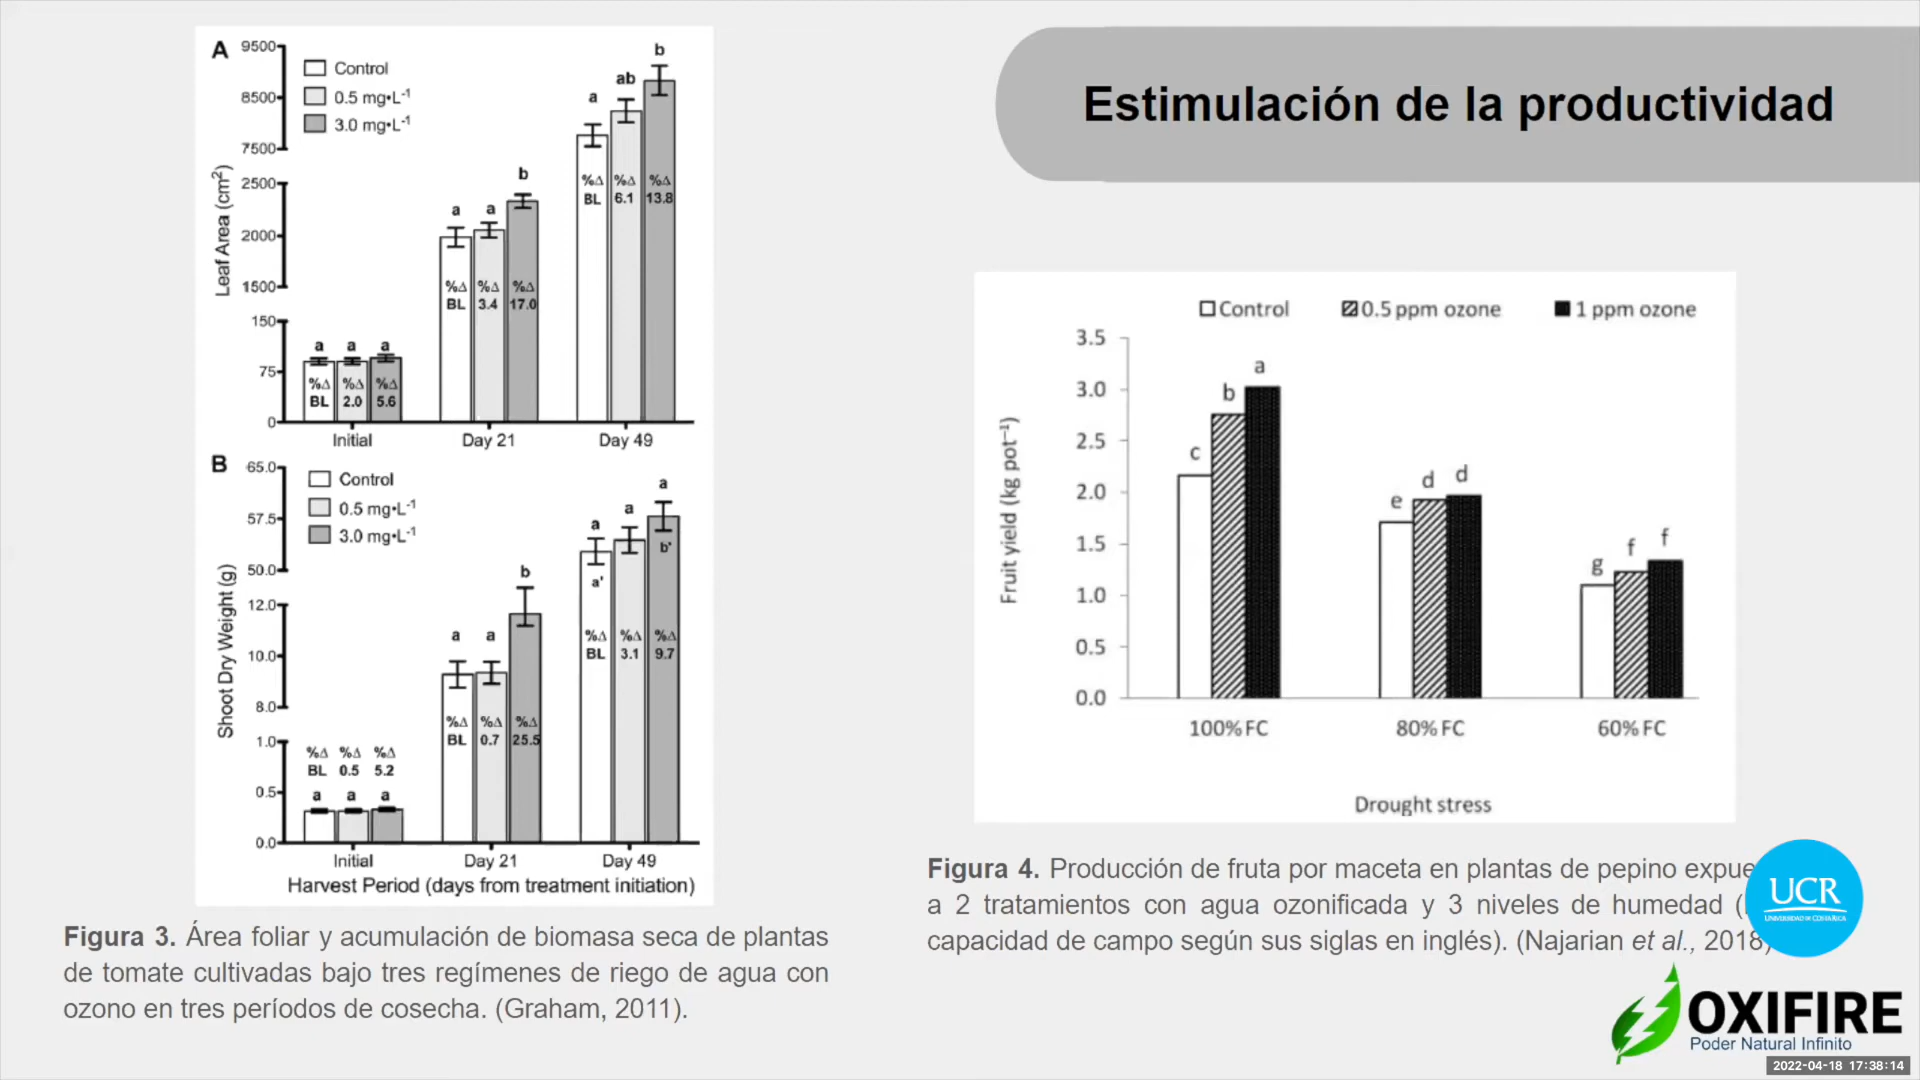 Estimulación de la productividad
A
9500
8500
7500
2500
2000
1500
150
75
0
Leaf Area (cm²)
Control
0.5 mg•L⁻¹
3.0 mg•L⁻¹
a a a
%Δ %Δ %Δ
BL 2.0 5.6
a a b
%Δ %Δ %Δ
BL 3.4 17.0
a ab b
%Δ %Δ %Δ
BL 6.1 13.8
Initial Day 21 Day 49
B
65.0
57.5
50.0
12.0
10.0
8.0
1.0
0.5
0.0
Shoot Dry Weight (g)
Control
0.5 mg•L⁻¹
3.0 mg•L⁻¹
%Δ %Δ %Δ
BL 0.5 5.2
a a a
a a b
%Δ %Δ %Δ
BL 0.7 25.5
a a a
a' b'
%Δ %Δ %Δ
BL 3.1 9.7
Initial Day 21 Day 49
Harvest Period (days from treatment initiation)
Figura 3. Área foliar y acumulación de biomasa seca de plantas
de tomate cultivadas bajo tres regímenes de riego de agua con
ozono en tres períodos de cosecha. (Graham, 2011).
Control 0.5 ppm ozone 1 ppm ozone
3.5
3.0
2.5
2.0
1.5
1.0
0.5
0.0
Fruit yield (kg pot⁻¹)
c b a
e d d
g f f
100% FC 80% FC 60% FC
Drought stress
Figura 4. Producción de fruta por maceta en plantas de pepino
a 2 tratamientos con agua ozonificada y 3 niveles de humedad (
capacidad de campo según sus siglas en inglés). (Najarian et al., 2018)
UCR
UNIVERSIDAD DE COSTA RICA
OXIFIRE
Poder Natural Infinito
2022-04-18 17:38:14